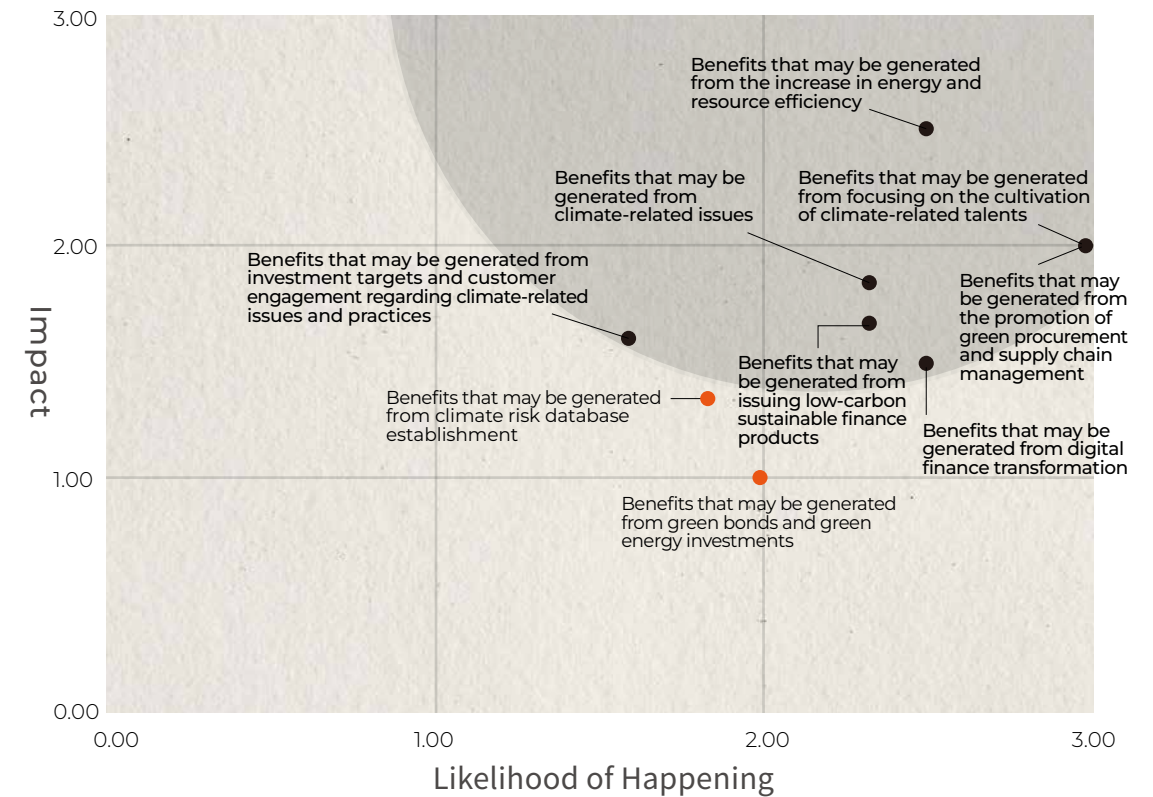 3.00
Benefits that may be generated
from the increase in energy and
resource efficiency
Benefits that may be
generated from
climate-related issues
Benefits that may be generated
from focusing on the cultivation
of climate-related talents
2.00
Benefits that may be generated from
investment targets and customer
engagement regarding climate-related
issues and practices
Benefits that may
be generated from
the promotion of
green procurement
and supply chain
management
Impact
Benefits that may
be generated from
issuing low-carbon
sustainable finance
products
Benefits that may be generated
from climate risk database
establishment
Benefits that may be
generated from digital
finance transformation
1.00
Benefits that may be generated
from green bonds and green
energy investments
0.00
0.00
1.00
2.00
3.00
Likelihood of Happening